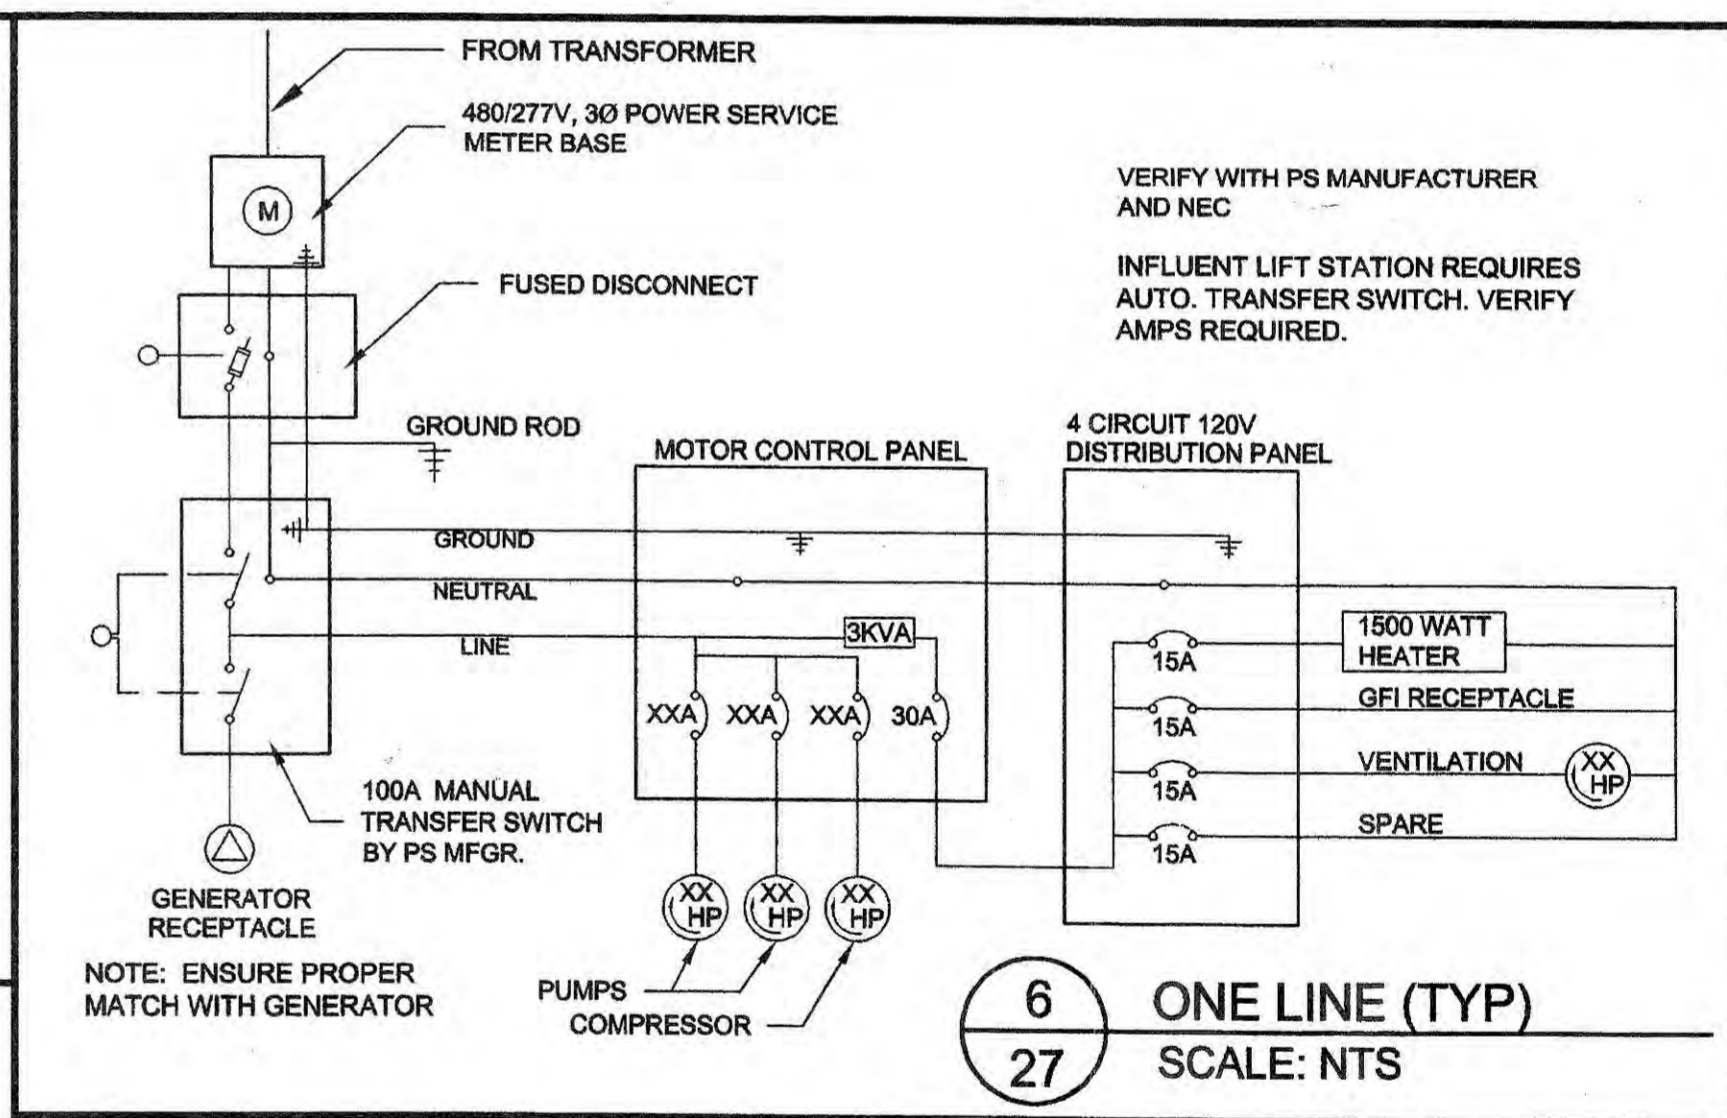 FROM TRANSFORMER
480/277V, 3Ø POWER SERVICE
METER BASE
M
VERIFY WITH PS MANUFACTURER
AND NEC
INFLUENT LIFT STATION REQUIRES
AUTO. TRANSFER SWITCH. VERIFY
AMPS REQUIRED.
FUSED DISCONNECT
GROUND ROD
MOTOR CONTROL PANEL
4 CIRCUIT 120V
DISTRIBUTION PANEL
GROUND
NEUTRAL
LINE
3KVA
XXA
XXA
XXA
30A
15A
1500 WATT
HEATER
15A
GFI RECEPTACLE
15A
VENTILATION
XX
HP
15A
SPARE
100A MANUAL
TRANSFER SWITCH
BY PS MFGR.
GENERATOR
RECEPTACLE
NOTE: ENSURE PROPER
MATCH WITH GENERATOR
XX
HP
XX
HP
XX
HP
PUMPS
COMPRESSOR
6
27
ONE LINE (TYP)
SCALE: NTS